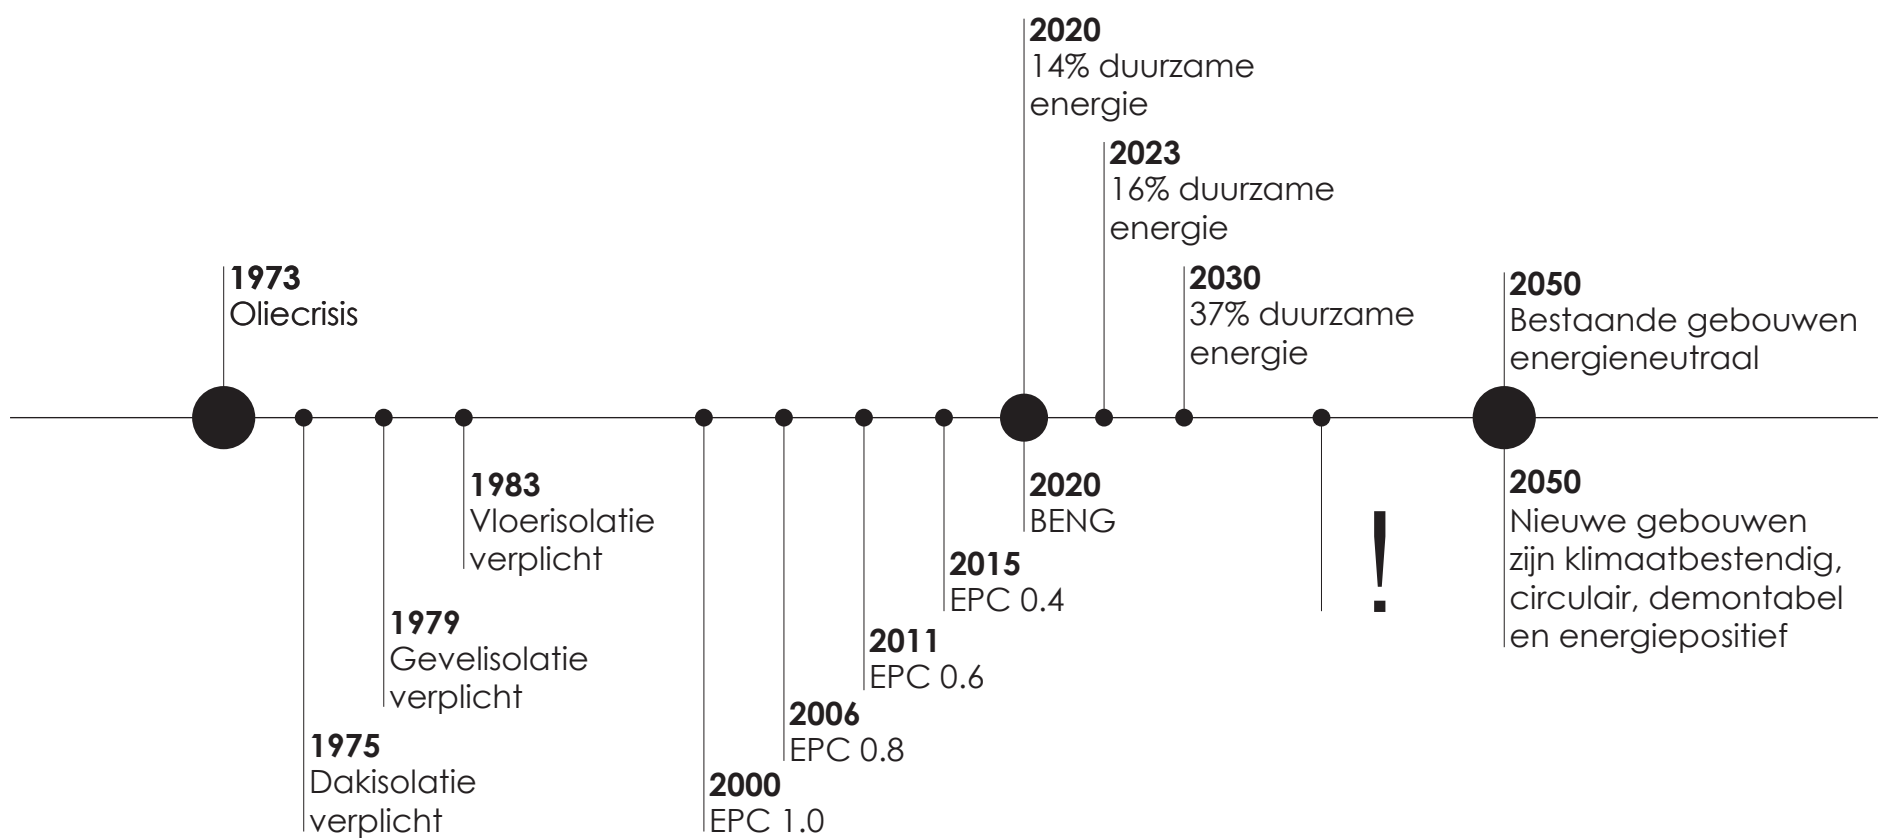 2020
14% duurzame
energie
2023
16% duurzame
energie
1973
Oliecrisis
2030
37% duurzame
energie
2050
Bestaande gebouwen
energieneutraal
1983
Vloerisolatie
verplicht
2020
BENG
2050
Nieuwe gebouwen
zijn klimaatbestendig,
circulair, demontabel
en energiepositief
!
2015
EPC 0.4
1979
Gevelisolatie
verplicht
2011
EPC 0.6
2006
EPC 0.8
1975
Dakisolatie
verplicht
2000
EPC 1.0